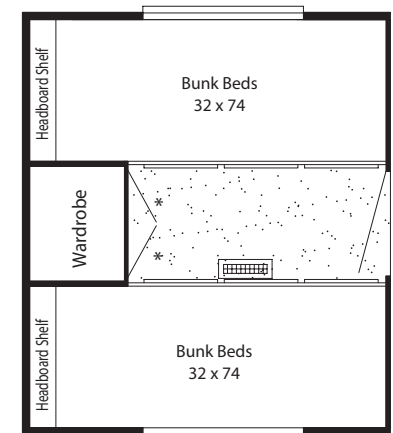 Headboard Shelf
Bunk Beds
32 x 74
Wardrobe
*
*
Headboard Shelf
Bunk Beds
32 x 74